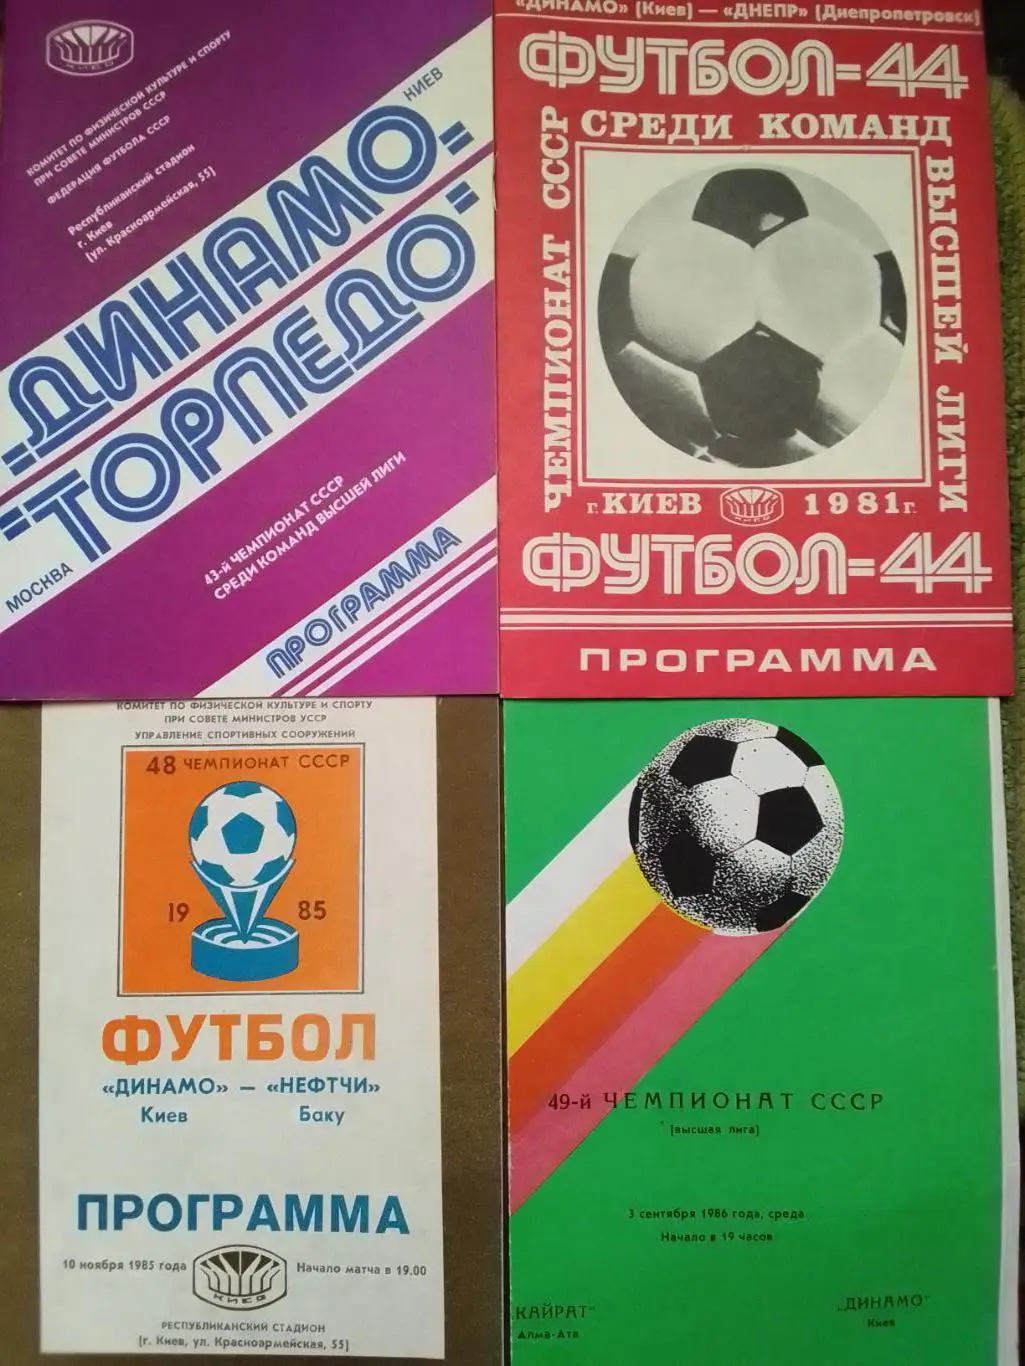 КИЕВ
КОМИТЕТ ПО ФИЗИЧЕСКОЙ КУЛЬТУРЕ И СПОРТУ
ПРИ СОВЕТЕ МИНИСТРОВ СССР
ФЕДЕРАЦИЯ ФУТБОЛА СССР
Республиканский стадион
г. Киев
(ул. Красноармейская, 55)
КИЕВ
"ДИНАМО"-
"ТОРПЕДО"
МОСКВА
43-й ЧЕМПИОНАТ СССР
СРЕДИ КОМАНД ВЫСШЕЙ ЛИГИ
ПРОГРАММА
«ДИНАМО» (Киев) — «ДНЕПР» (Днепропетровск)
ФУТБОЛ-44
ЧЕМПИОНАТ СССР
СРЕДИ КОМАНД
ВЫСШЕЙ ЛИГИ
г. КИЕВ КИЕВ 1981 г.
ФУТБОЛ-44
ПРОГРАММА
КОМИТЕТ ПО ФИЗИЧЕСКОЙ КУЛЬТУРЕ И СПОРТУ
ПРИ СОВЕТЕ МИНИСТРОВ УССР
УПРАВЛЕНИЕ СПОРТИВНЫХ СООРУЖЕНИЙ
48 ЧЕМПИОНАТ СССР
19 85
ФУТБОЛ
«ДИНАМО» — «НЕФТЧИ»
Киев Баку
ПРОГРАММА
10 ноября 1985 года Начало матча в 19.00
КИЕВ
РЕСПУБЛИКАНСКИЙ СТАДИОН
(г. Киев, ул. Красноармейская, 55)
49-й ЧЕМПИОНАТ СССР
(высшая лига)
3 сентября 1986 года, среда
Начало в 19 часов
"КАЙРАТ" "ДИНАМО"
Алма-Ата Киев